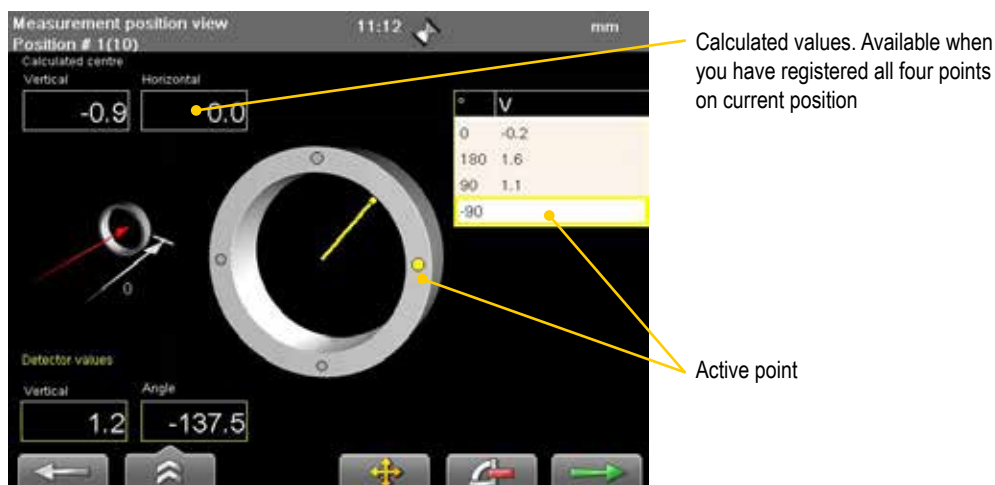 Measurement position view 11:12 mm
Position # 1(10)
Calculated centre
Vertical Horizontal
-0.9 0.0
Calculated values. Available when
you have registered all four points
on current position
° V
0 -0.2
180 1.6
90 1.1
-90
0
Active point
Detector values
Vertical Angle
1.2 -137.5